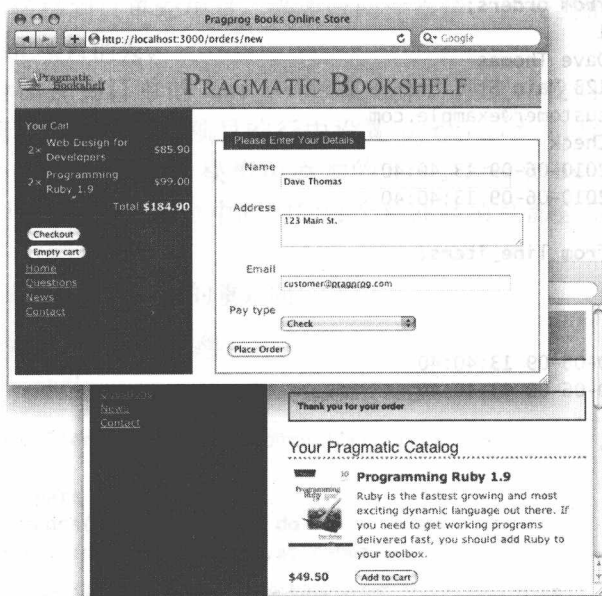 Pragprog Books Online Store
http://localhost:3000/orders/new
Google
Pragmatic
Bookshelf
PRAGMATIC BOOKSHELF
Your Cart
2× Web Design for Developers $85.90
2× Programming Ruby 1.9 $99.00
Total $184.90
Checkout
Empty cart
Home
Questions
News
Contact
Please Enter Your Details
Name
Dave Thomas
Address
123 Main St.
Email
customer@pragprog.com
Pay type
Check
Place Order
News
Contact
Thank you for your order
Your Pragmatic Catalog
Programming
Ruby
Programming Ruby 1.9
Ruby is the fastest growing and most
exciting dynamic language out there. If
you need to get working programs
delivered fast, you should add Ruby to
your toolbox.
$49.50
Add to Cart